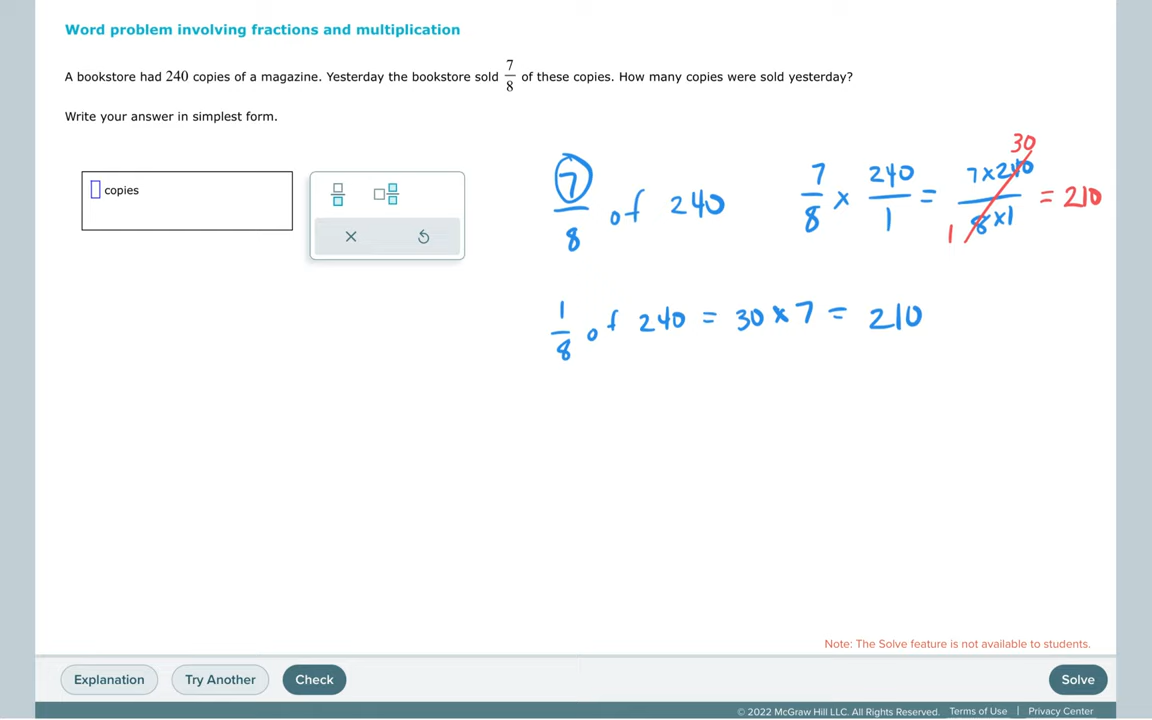 Word problem involving fractions and multiplication
A bookstore had 240 copies of a magazine. Yesterday the bookstore sold 7/8 of these copies. How many copies were sold yesterday?
Write your answer in simplest form.
copies
7/8 of 240
7/8 x 240/1 = 7x240/8x1 = 210
30
1
1/8 of 240 = 30 x 7 = 210
Note: The Solve feature is not available to students.
Explanation Try Another Check Solve
© 2022 McGraw Hill LLC. All Rights Reserved. Terms of Use | Privacy Center